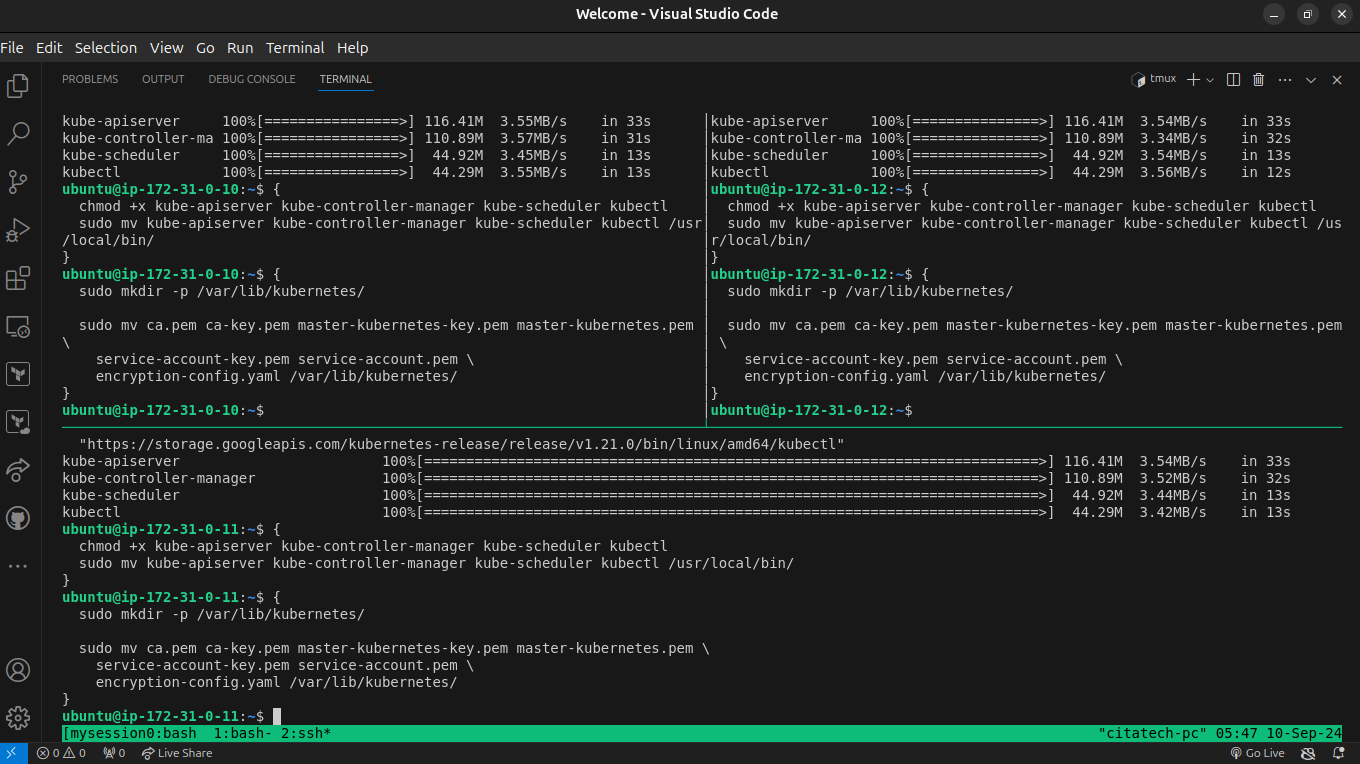 Welcome - Visual Studio Code
File Edit Selection View Go Run Terminal Help
PROBLEMS OUTPUT DEBUG CONSOLE TERMINAL
tmux
kube-apiserver     100%[================>] 116.41M  3.55MB/s    in 33s
kube-controller-ma 100%[================>] 110.89M  3.57MB/s    in 31s
kube-scheduler     100%[================>]  44.92M  3.45MB/s    in 13s
kubectl            100%[================>]  44.29M  3.55MB/s    in 13s
ubuntu@ip-172-31-0-10:~$ {
  chmod +x kube-apiserver kube-controller-manager kube-scheduler kubectl
  sudo mv kube-apiserver kube-controller-manager kube-scheduler kubectl /usr
/local/bin/
}
ubuntu@ip-172-31-0-10:~$ {
  sudo mkdir -p /var/lib/kubernetes/
  sudo mv ca.pem ca-key.pem master-kubernetes-key.pem master-kubernetes.pem
\
    service-account-key.pem service-account.pem \
    encryption-config.yaml /var/lib/kubernetes/
}
ubuntu@ip-172-31-0-10:~$
kube-apiserver     100%[===============>] 116.41M  3.54MB/s    in 33s
kube-controller-ma 100%[===============>] 110.89M  3.34MB/s    in 32s
kube-scheduler     100%[===============>]  44.92M  3.54MB/s    in 13s
kubectl            100%[===============>]  44.29M  3.56MB/s    in 12s
ubuntu@ip-172-31-0-12:~$ {
  chmod +x kube-apiserver kube-controller-manager kube-scheduler kubectl
  sudo mv kube-apiserver kube-controller-manager kube-scheduler kubectl /us
r/local/bin/
}
ubuntu@ip-172-31-0-12:~$ {
  sudo mkdir -p /var/lib/kubernetes/
  sudo mv ca.pem ca-key.pem master-kubernetes-key.pem master-kubernetes.pem
 \
    service-account-key.pem service-account.pem \
    encryption-config.yaml /var/lib/kubernetes/
}
ubuntu@ip-172-31-0-12:~$
  "https://storage.googleapis.com/kubernetes-release/release/v1.21.0/bin/linux/amd64/kubectl"
kube-apiserver                        100%[=========================================================================>] 116.41M  3.54MB/s    in 33s
kube-controller-manager               100%[=========================================================================>] 110.89M  3.52MB/s    in 32s
kube-scheduler                        100%[=========================================================================>]  44.92M  3.44MB/s    in 13s
kubectl                               100%[=========================================================================>]  44.29M  3.42MB/s    in 13s
ubuntu@ip-172-31-0-11:~$ {
  chmod +x kube-apiserver kube-controller-manager kube-scheduler kubectl
  sudo mv kube-apiserver kube-controller-manager kube-scheduler kubectl /usr/local/bin/
}
ubuntu@ip-172-31-0-11:~$ {
  sudo mkdir -p /var/lib/kubernetes/
  sudo mv ca.pem ca-key.pem master-kubernetes-key.pem master-kubernetes.pem \
    service-account-key.pem service-account.pem \
    encryption-config.yaml /var/lib/kubernetes/
}
ubuntu@ip-172-31-0-11:~$
[mysession0:bash  1:bash- 2:ssh* "citatech-pc" 05:47 10-Sep-24
0 0 0 Live Share Go Live